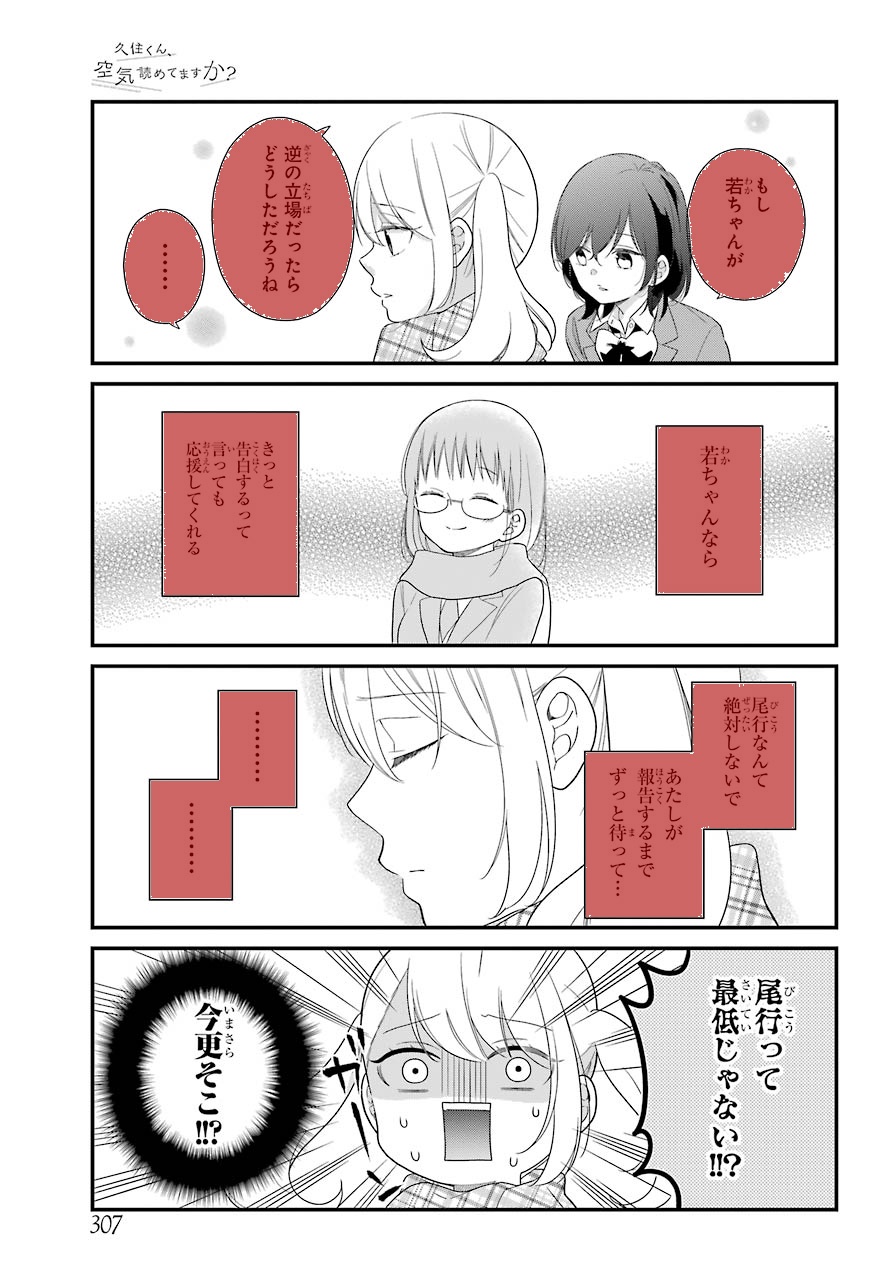 久住くん、
空気読めてますか?
もし
若ちゃんが
逆の立場だったら
どうしただろうね
……
若ちゃんなら
きっと
告白するって
言っても
応援してくれる
尾行なんて
絶対しないで
あたしが
報告するまで
ずっと待って…
………
………
尾行って
最低じゃない!!?
ガーン
今更そこ!!?
307